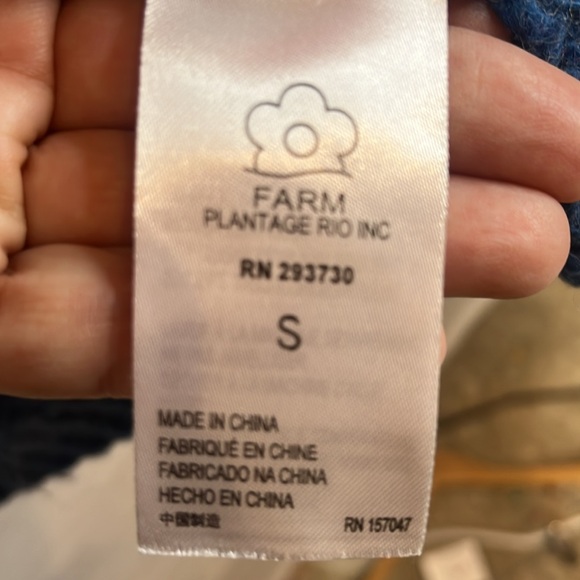 FARM
PLANTAGE RIO INC
RN 293730
S
MADE IN CHINA
FABRIQUÉ EN CHINE
FABRICADO NA CHINA
HECHO EN CHINA
中国制造
RN 157047